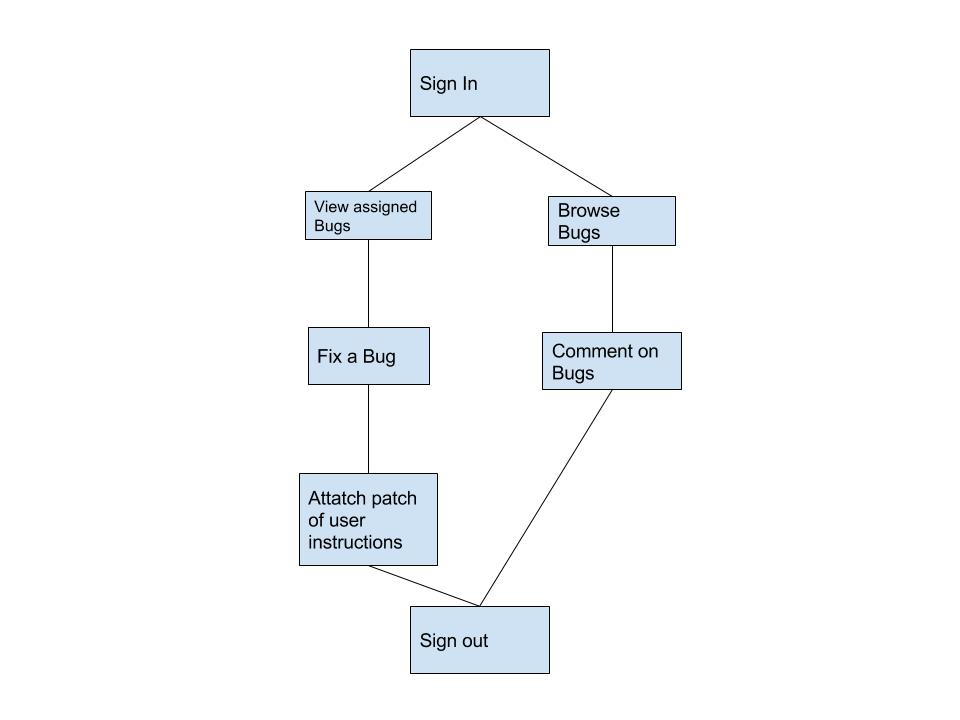 Sign In
View assigned
Bugs
Browse
Bugs
Fix a Bug
Comment on
Bugs
Attatch patch
of user
instructions
Sign out